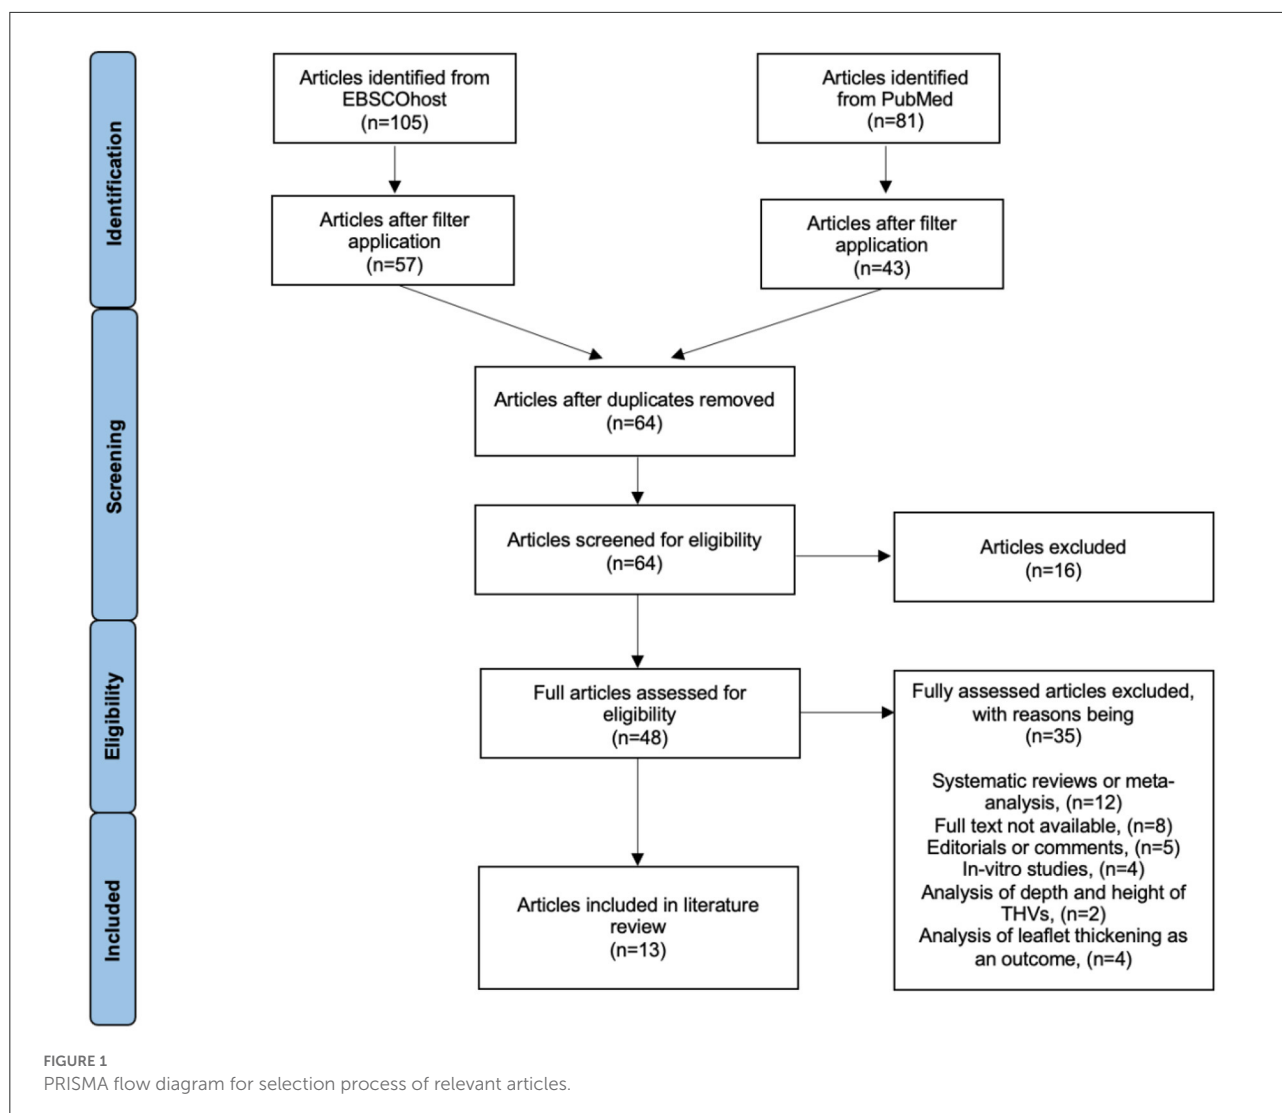 Identification
Articles identified from
EBSCOhost
(n=105)
Articles identified
from PubMed
(n=81)
Articles after filter
application
(n=57)
Articles after filter
application
(n=43)
Screening
Articles after duplicates removed
(n=64)
Articles screened for eligibility
(n=64)
Articles excluded
(n=16)
Eligibility
Full articles assessed for
eligibility
(n=48)
Fully assessed articles excluded,
with reasons being
(n=35)
Systematic reviews or meta-
analysis, (n=12)
Full text not available, (n=8)
Editorials or comments, (n=5)
In-vitro studies, (n=4)
Analysis of depth and height of
THVs, (n=2)
Analysis of leaflet thickening as
an outcome, (n=4)
Included
Articles included in literature
review
(n=13)
FIGURE 1
PRISMA flow diagram for selection process of relevant articles.